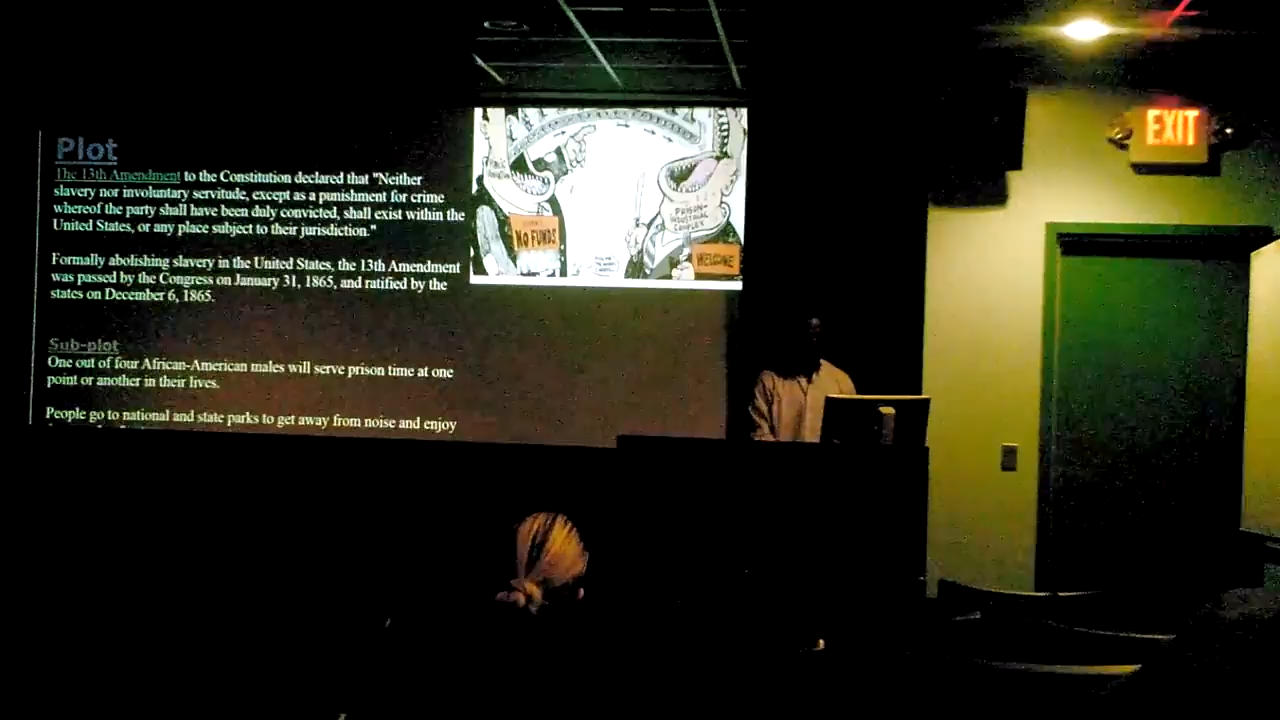 Plot
The 13th Amendment to the Constitution declared that "Neither
slavery nor involuntary servitude, except as a punishment for crime
whereof the party shall have been duly convicted, shall exist within the
United States, or any place subject to their jurisdiction."
Formally abolishing slavery in the United States, the 13th Amendment
was passed by the Congress on January 31, 1865, and ratified by the
states on December 6, 1865.
Sub-plot
One out of four African-American males will serve prison time at one
point or another in their lives.
People go to national and state parks to get away from noise and enjoy
NO FUNDS
PRISON-
INDUSTRIAL
COMPLEX
WELCOME
EXIT